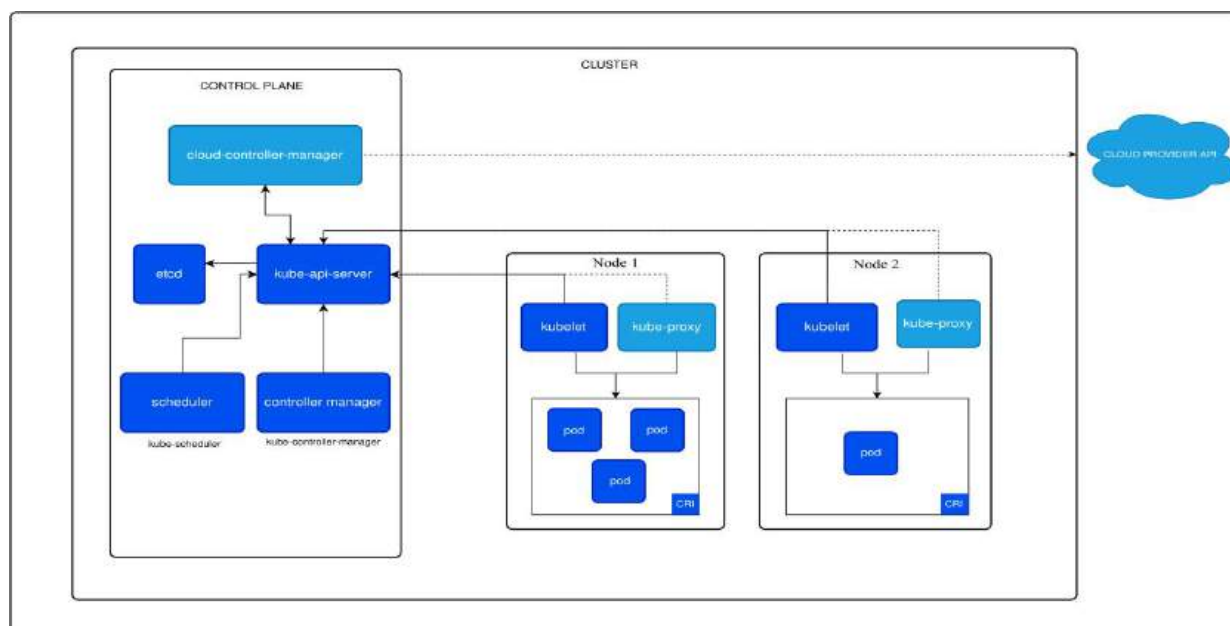 CLUSTER
CONTROL PLANE
cloud-controller-manager
CLOUD PROVIDER API
etcd
kube-api-server
scheduler
kube-scheduler
controller manager
kube-controller-manager
Node 1
kubelet
kube-proxy
pod
pod
pod
CRI
Node 2
kubelet
kube-proxy
pod
CRI